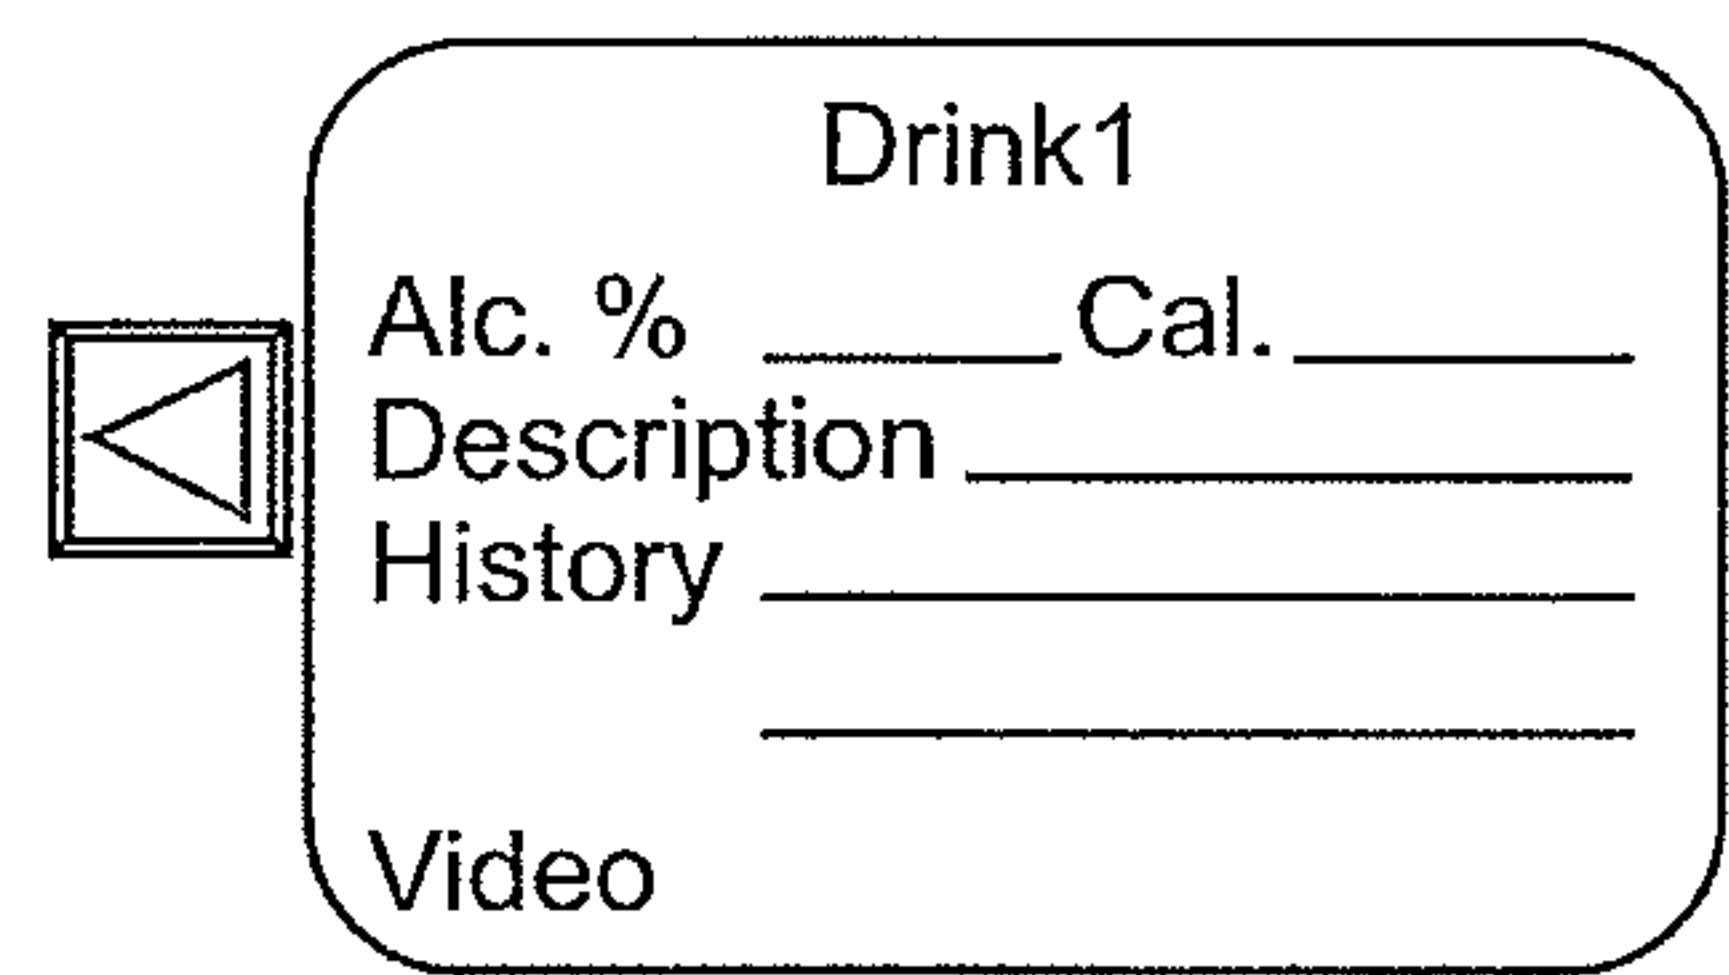 Drink1
Alc. % Cal.
Description
History
Video